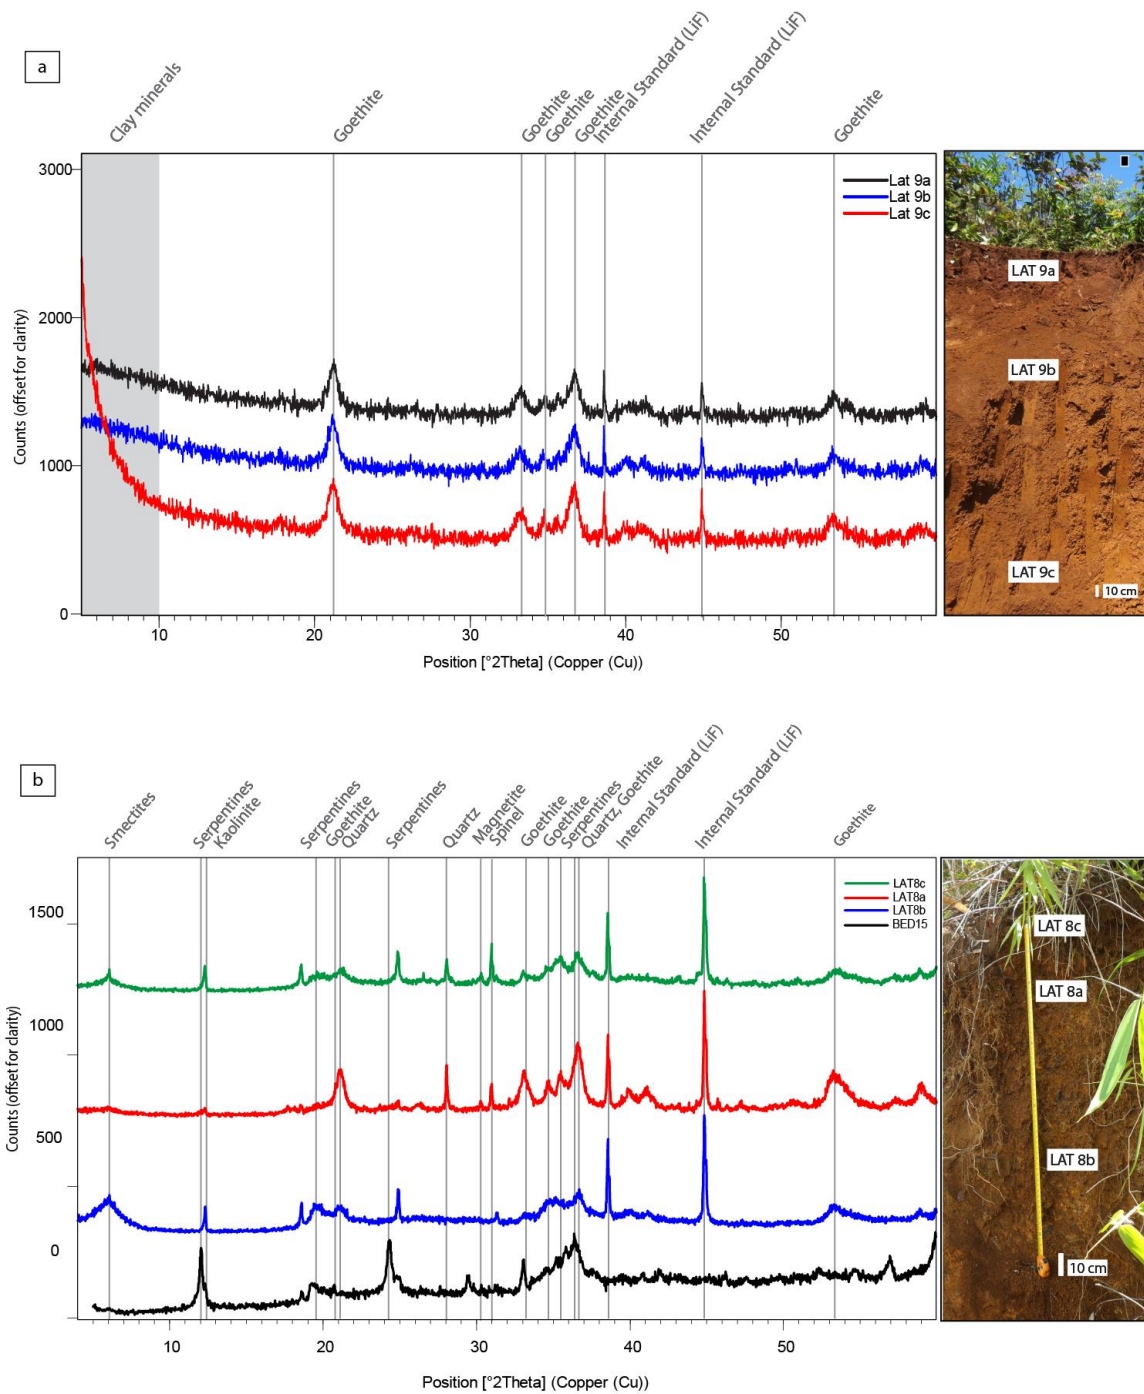 a
Clay minerals
Goethite
Goethite
Goethite
Goethite
Internal Standard (LiF)
Internal Standard (LiF)
Goethite
3000
2000
1000
0
Counts (offset for clarity)
Lat 9a
Lat 9b
Lat 9c
10
20
30
40
50
Position [°2Theta] (Copper (Cu))
LAT 9a
LAT 9b
LAT 9c
10 cm
b
Smectites
Serpentines
Kaolinite
Serpentines
Goethite
Quartz
Serpentines
Quartz
Magnetite
Spinel
Goethite
Goethite
Serpentines
Quartz, Goethite
Internal Standard (LiF)
Internal Standard (LiF)
Goethite
1500
1000
500
0
Counts (offset for clarity)
LAT8c
LAT8a
LAT8b
BED15
10
20
30
40
50
Position [°2Theta] (Copper (Cu))
LAT 8c
LAT 8a
LAT 8b
10 cm